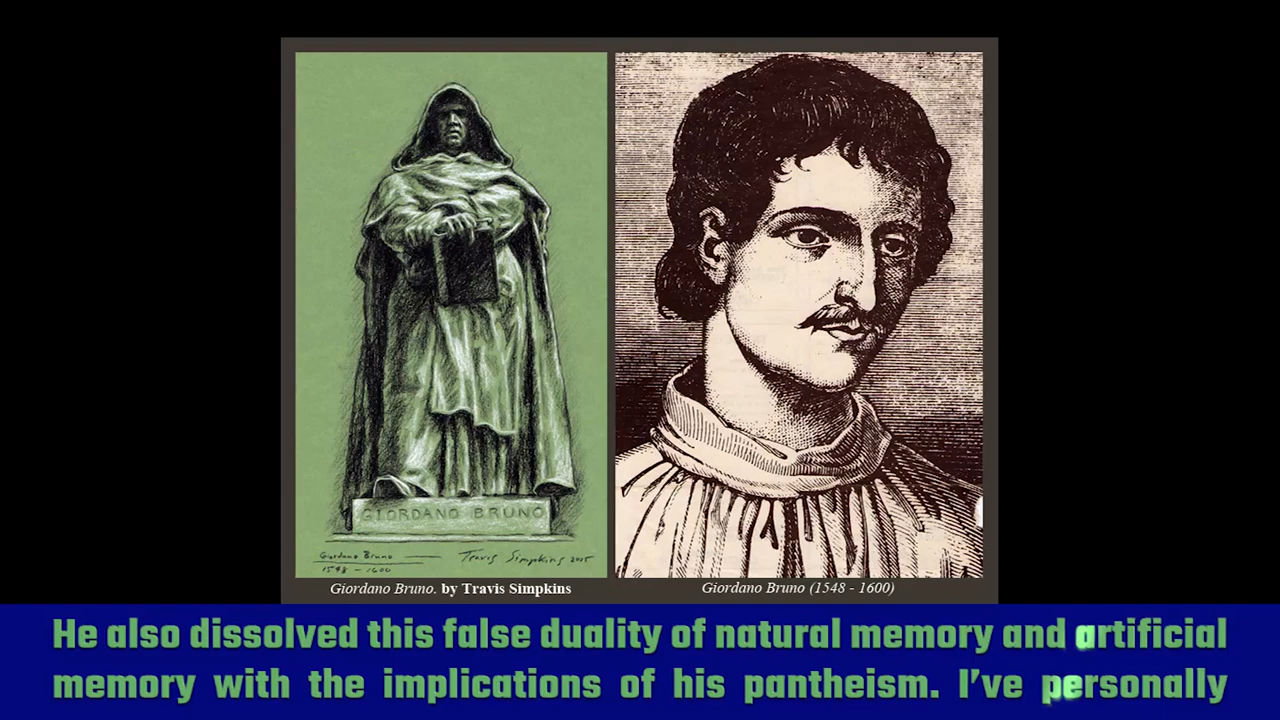 GIORDANO BRUNO
Giordano Bruno
1548 - 1600
Travis Simpkins 2015
Giordano Bruno. by Travis Simpkins
Giordano Bruno (1548 - 1600)
He also dissolved this false duality of natural memory and artificial
memory with the implications of his pantheism. I’ve personally